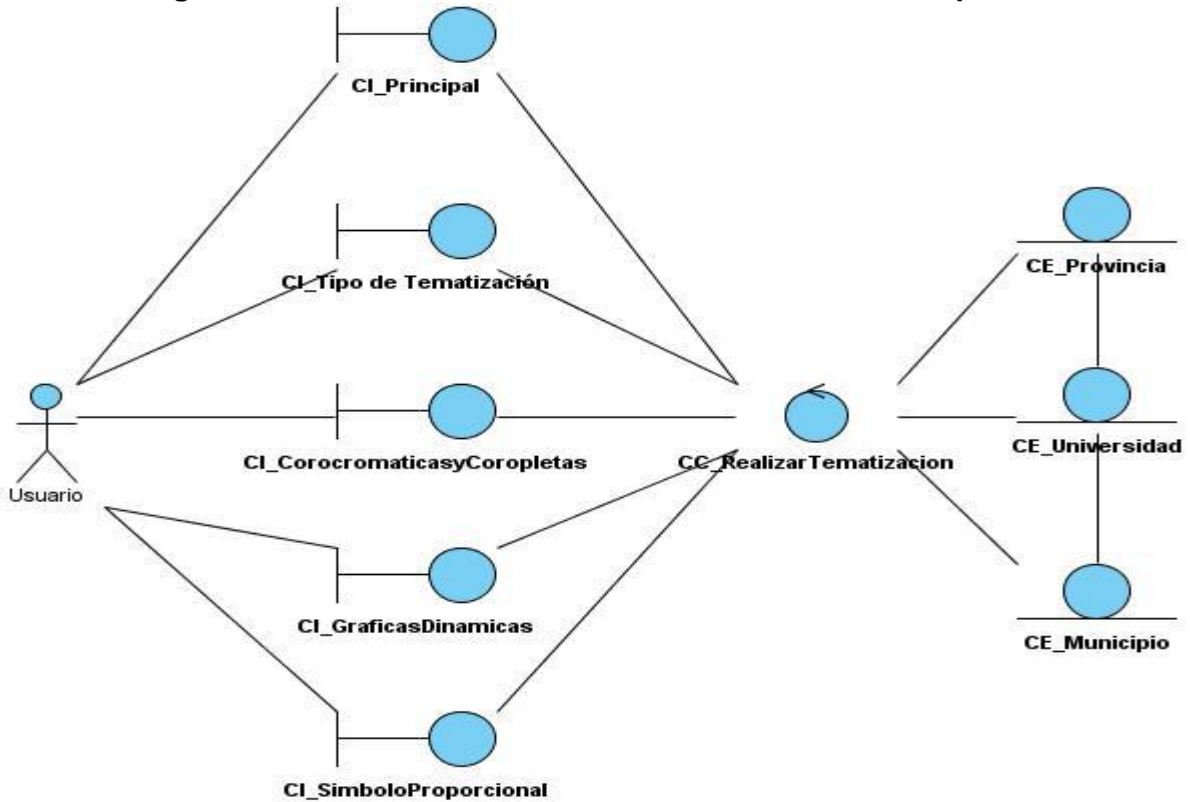 CI_Principal
CI_Tipo de Tematización
CE_Provincia
CI_CorocromaticasyCoropletas
CC_RealizarTematizacion
CE_Universidad
Usuario
CI_GraficasDinamicas
CE_Municipio
CI_SimboloProporcional